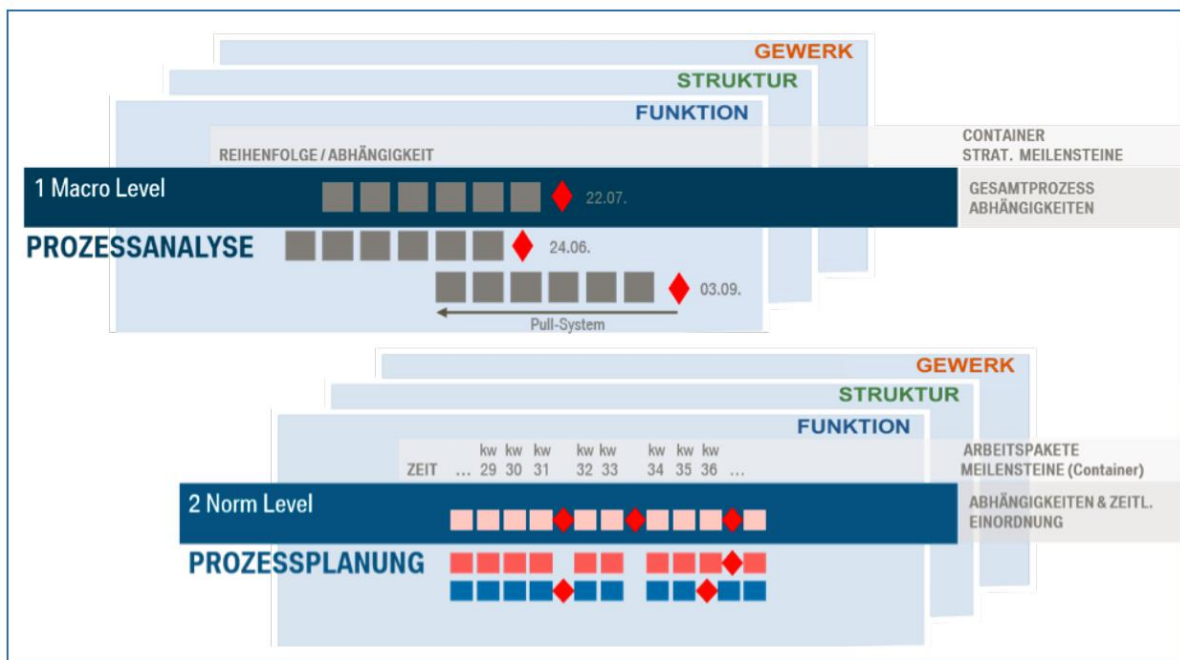 GEWERK
STRUKTUR
FUNKTION
REIHENFOLGE / ABHÄNGIGKEIT
CONTAINER
STRAT. MEILENSTEINE
1 Macro Level
22.07.
GESAMTPROZESS
ABHÄNGIGKEITEN
PROZESSANALYSE
24.06.
03.09.
Pull-System
GEWERK
STRUKTUR
FUNKTION
kw kw kw kw kw kw kw kw
ZEIT ... 29 30 31 32 33 34 35 36 ...
ARBEITSPAKETE
MEILENSTEINE (Container)
2 Norm Level
ABHÄNGIGKEITEN & ZEITL.
EINORDNUNG
PROZESSPLANUNG